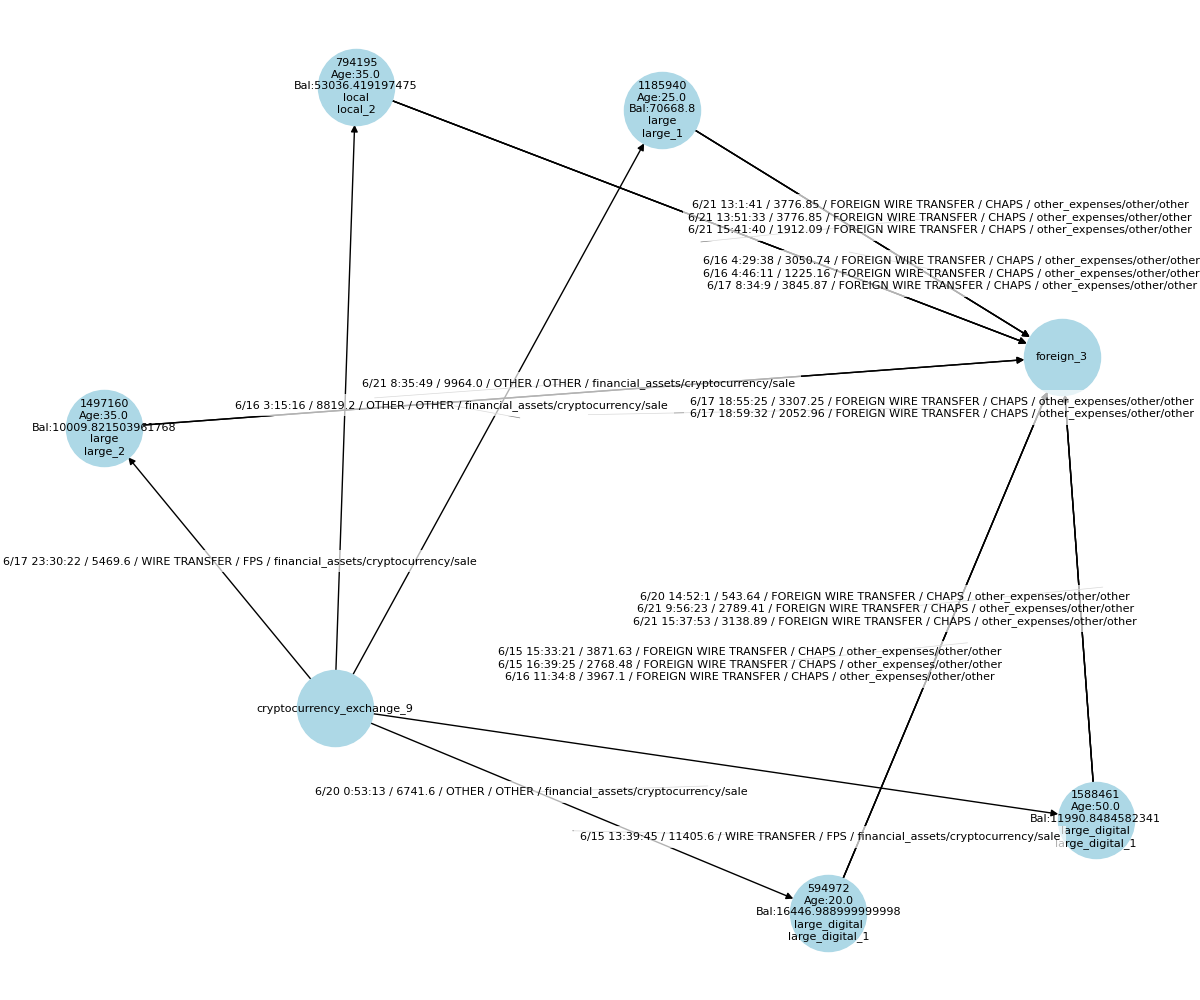 794195
Age:35.0
Bal:53036.419197475
local
local_2
1185940
Age:25.0
Bal:70668.8
large
large_1
6/21 13:1:41 / 3776.85 / FOREIGN WIRE TRANSFER / CHAPS / other_expenses/other/other
6/21 13:51:33 / 3776.85 / FOREIGN WIRE TRANSFER / CHAPS / other_expenses/other/other
6/21 15:41:40 / 1912.09 / FOREIGN WIRE TRANSFER / CHAPS / other_expenses/other/other
6/16 4:29:38 / 3050.74 / FOREIGN WIRE TRANSFER / CHAPS / other_expenses/other/other
6/16 4:46:11 / 1225.16 / FOREIGN WIRE TRANSFER / CHAPS / other_expenses/other/other
6/17 8:34:9 / 3845.87 / FOREIGN WIRE TRANSFER / CHAPS / other_expenses/other/other
foreign_3
6/21 8:35:49 / 9964.0 / OTHER / OTHER / financial_assets/cryptocurrency/sale
6/16 3:15:16 / 8819.2 / OTHER / OTHER / financial_assets/cryptocurrency/sale
6/17 18:55:25 / 3307.25 / FOREIGN WIRE TRANSFER / CHAPS / other_expenses/other/other
6/17 18:59:32 / 2052.96 / FOREIGN WIRE TRANSFER / CHAPS / other_expenses/other/other
1497160
Age:35.0
Bal:10009.821503961768
large
large_2
6/17 23:30:22 / 5469.6 / WIRE TRANSFER / FPS / financial_assets/cryptocurrency/sale
6/20 14:52:1 / 543.64 / FOREIGN WIRE TRANSFER / CHAPS / other_expenses/other/other
6/21 9:56:23 / 2789.41 / FOREIGN WIRE TRANSFER / CHAPS / other_expenses/other/other
6/21 15:37:53 / 3138.89 / FOREIGN WIRE TRANSFER / CHAPS / other_expenses/other/other
6/15 15:33:21 / 3871.63 / FOREIGN WIRE TRANSFER / CHAPS / other_expenses/other/other
6/15 16:39:25 / 2768.48 / FOREIGN WIRE TRANSFER / CHAPS / other_expenses/other/other
6/16 11:34:8 / 3967.1 / FOREIGN WIRE TRANSFER / CHAPS / other_expenses/other/other
cryptocurrency_exchange_9
6/20 0:53:13 / 6741.6 / OTHER / OTHER / financial_assets/cryptocurrency/sale
6/15 13:39:45 / 11405.6 / WIRE TRANSFER / FPS / financial_assets/cryptocurrency/sale
1588461
Age:50.0
Bal:11990.8484582341
large_digital
large_digital_1
594972
Age:20.0
Bal:16446.988999999998
large_digital
large_digital_1